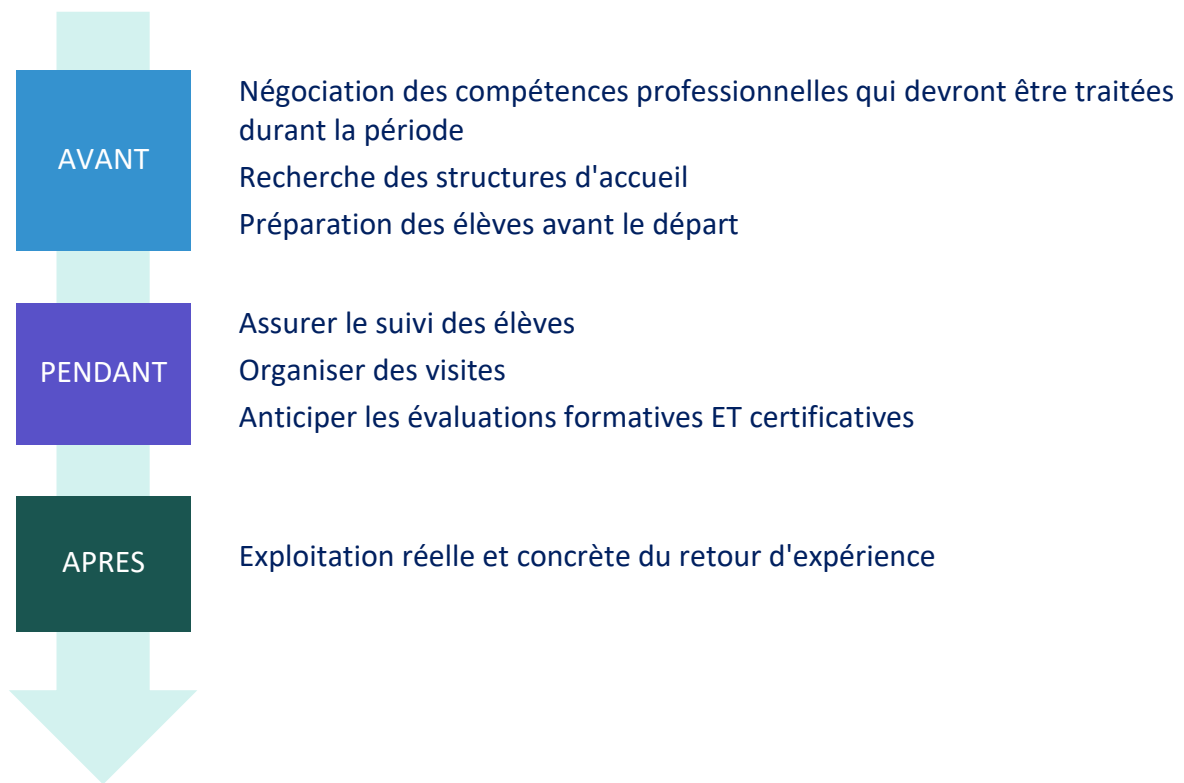 AVANT
Négociation des compétences professionnelles qui devront être traitées
durant la période
Recherche des structures d'accueil
Préparation des élèves avant le départ
PENDANT
Assurer le suivi des élèves
Organiser des visites
Anticiper les évaluations formatives ET certificatives
APRES
Exploitation réelle et concrète du retour d'expérience